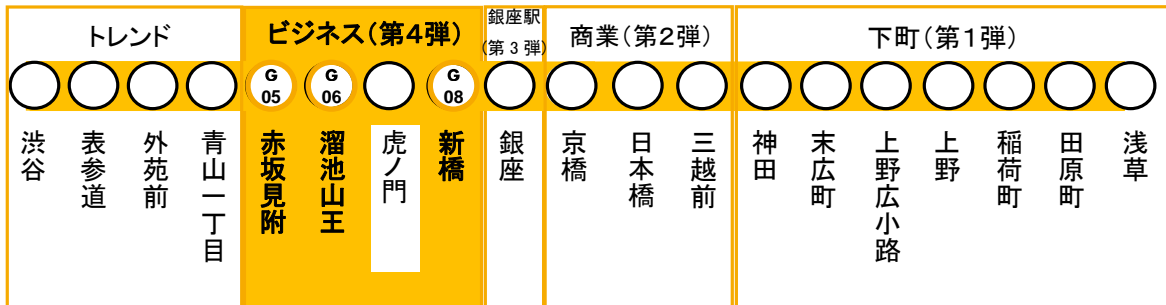 トレンド
ビジネス(第4弾)
銀座駅
(第3弾)
商業(第2弾)
下町(第1弾)
G
05
G
06
G
08
渋谷
表参道
外苑前
青山一丁目
赤坂見附
溜池山王
虎ノ門
新橋
銀座
京橋
日本橋
三越前
神田
末広町
上野広小路
上野
稲荷町
田原町
浅草